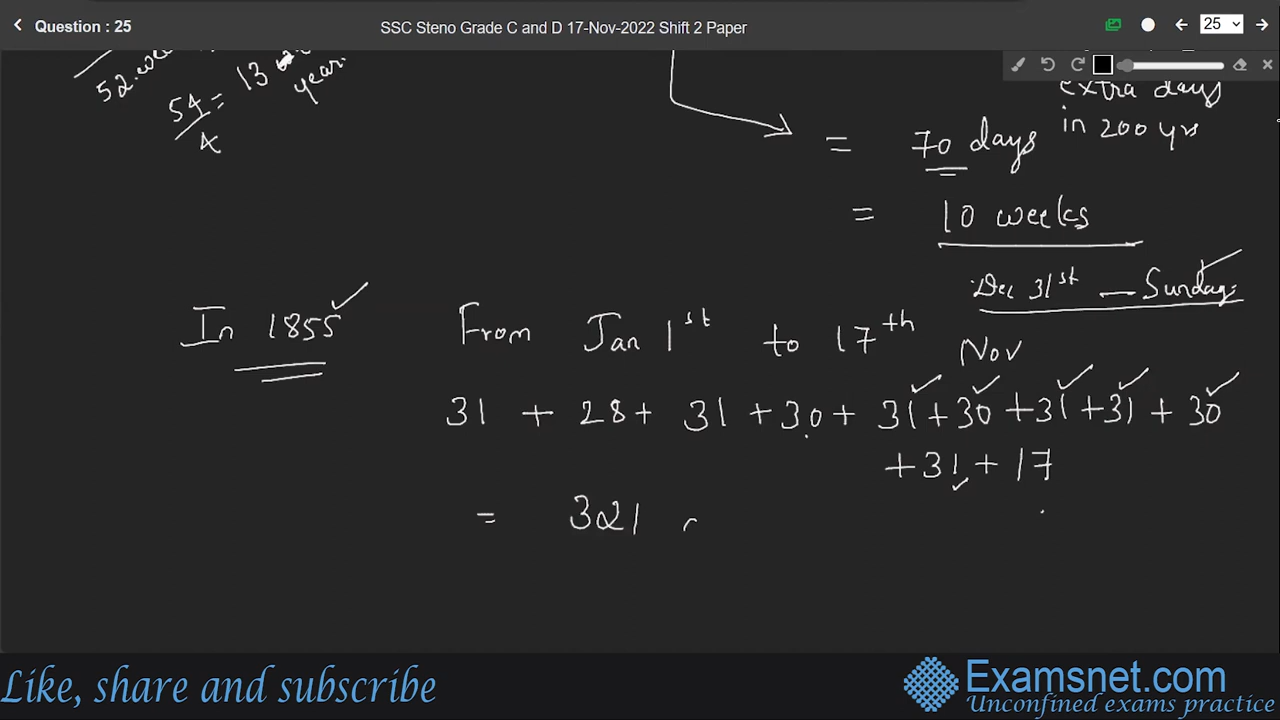 Question : 25
SSC Steno Grade C and D 17-Nov-2022 Shift 2 Paper
25
54/4 = 13
year.
extra days
in 200 yrs
= 70 days
= 10 weeks
Dec 31st — Sunday
In 1855 From Jan 1st to 17th Nov
31 + 28 + 31 + 30 + 31 + 30 + 31 + 31 + 30
+ 31 + 17
= 321
Like, share and subscribe
Examsnet.com
Unconfined exams practice